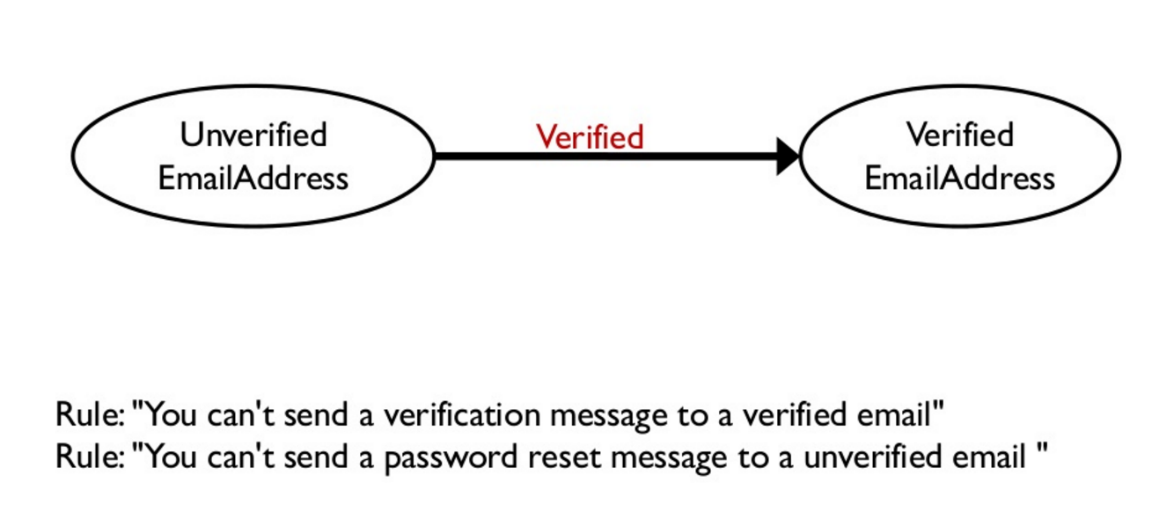 Unverified
EmailAddress
Verified
Verified
EmailAddress
Rule: "You can't send a verification message to a verified email"
Rule: "You can't send a password reset message to a unverified email "